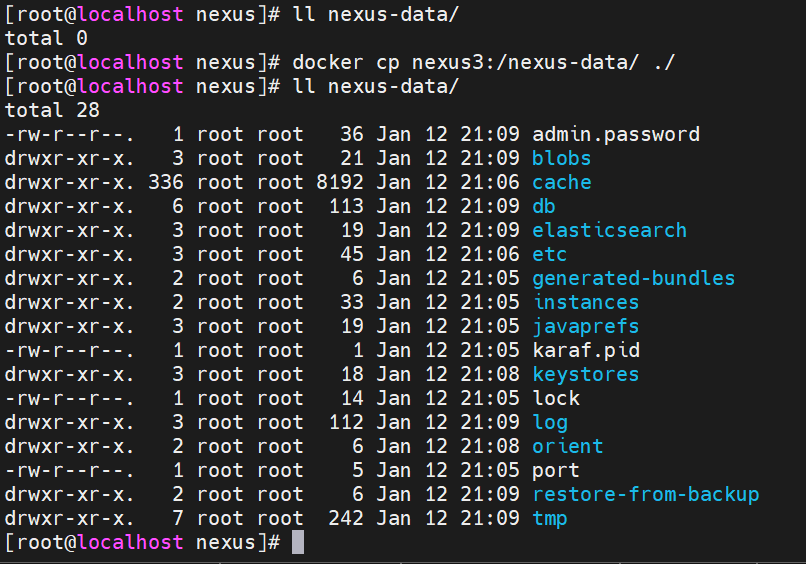 [root@localhost nexus]# ll nexus-data/
total 0
[root@localhost nexus]# docker cp nexus3:/nexus-data/ ./
[root@localhost nexus]# ll nexus-data/
total 28
-rw-r--r--.   1 root root   36 Jan 12 21:09 admin.password
drwxr-xr-x.   3 root root   21 Jan 12 21:09 blobs
drwxr-xr-x. 336 root root 8192 Jan 12 21:06 cache
drwxr-xr-x.   6 root root  113 Jan 12 21:09 db
drwxr-xr-x.   3 root root   19 Jan 12 21:09 elasticsearch
drwxr-xr-x.   3 root root   45 Jan 12 21:06 etc
drwxr-xr-x.   2 root root    6 Jan 12 21:05 generated-bundles
drwxr-xr-x.   2 root root   33 Jan 12 21:05 instances
drwxr-xr-x.   3 root root   19 Jan 12 21:05 javaprefs
-rw-r--r--.   1 root root    1 Jan 12 21:05 karaf.pid
drwxr-xr-x.   3 root root   18 Jan 12 21:08 keystores
-rw-r--r--.   1 root root   14 Jan 12 21:05 lock
drwxr-xr-x.   3 root root  112 Jan 12 21:09 log
drwxr-xr-x.   2 root root    6 Jan 12 21:08 orient
-rw-r--r--.   1 root root    5 Jan 12 21:05 port
drwxr-xr-x.   2 root root    6 Jan 12 21:09 restore-from-backup
drwxr-xr-x.   7 root root  242 Jan 12 21:09 tmp
[root@localhost nexus]#